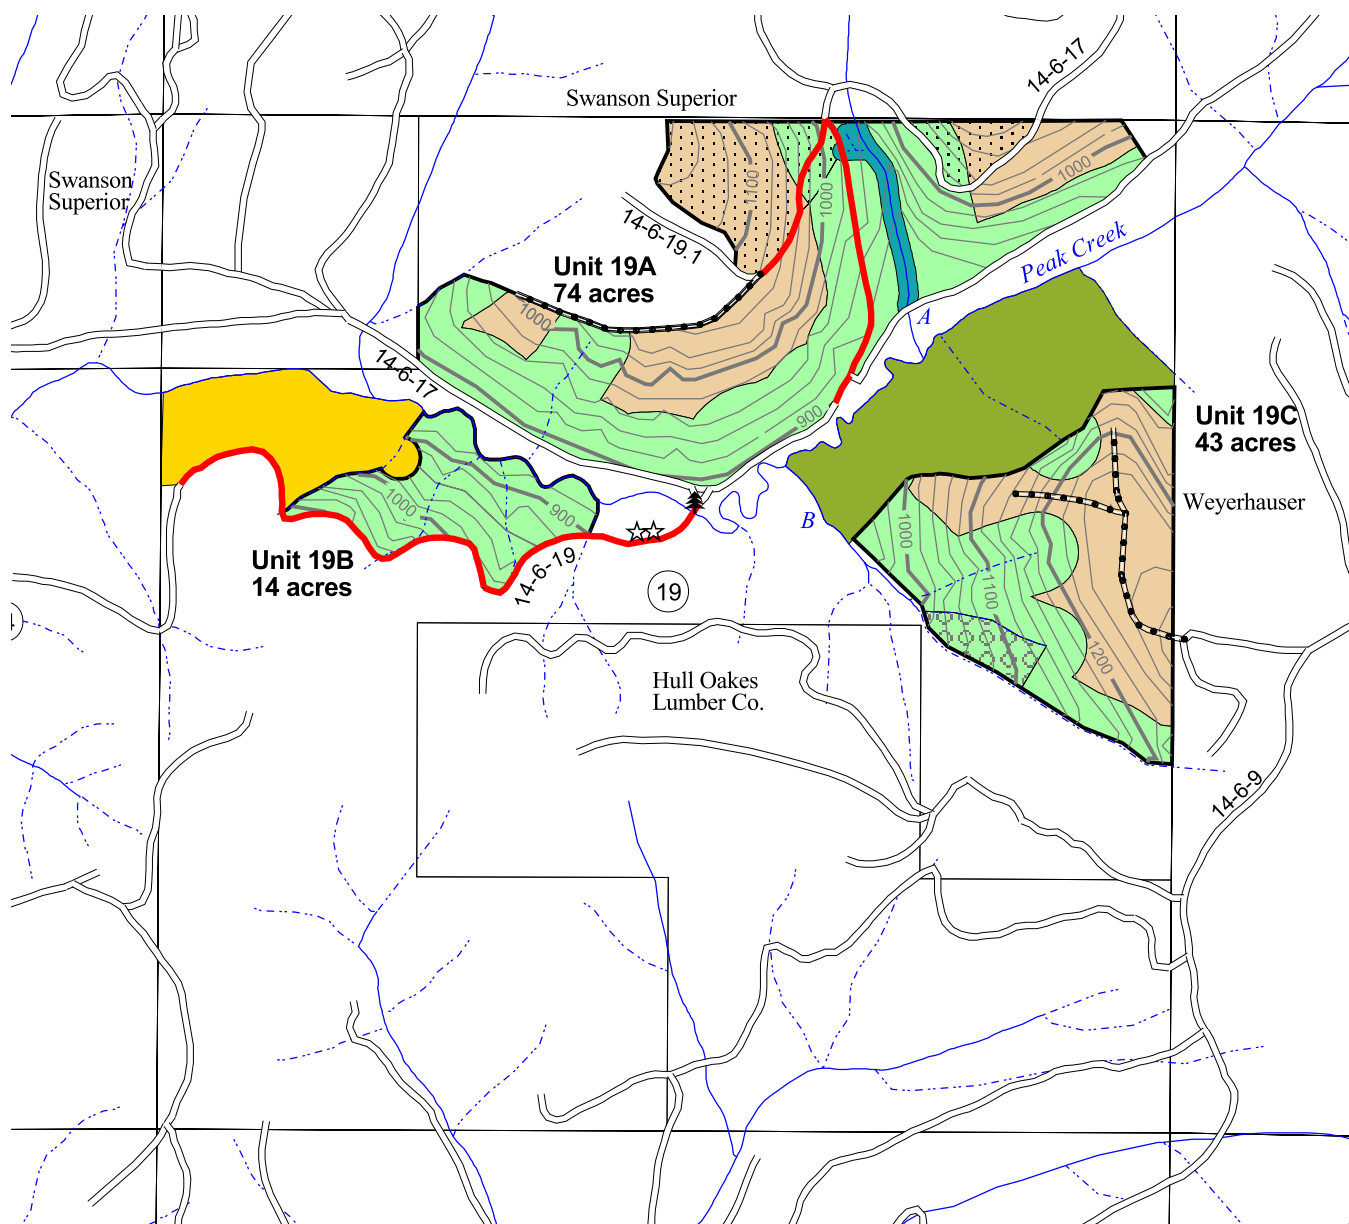 14-6-17
Swanson Superior
Swanson
Superior
1100
1000
1000
14-6-19.1
Peak Creek
Unit 19A
74 acres
1000
A
14-6-17
900
Unit 19C
43 acres
Weyerhauser
1000
900
B
1000
Unit 19B
14 acres
14-6-19
19
1100
4
1200
Hull Oakes
Lumber Co.
14-6-9